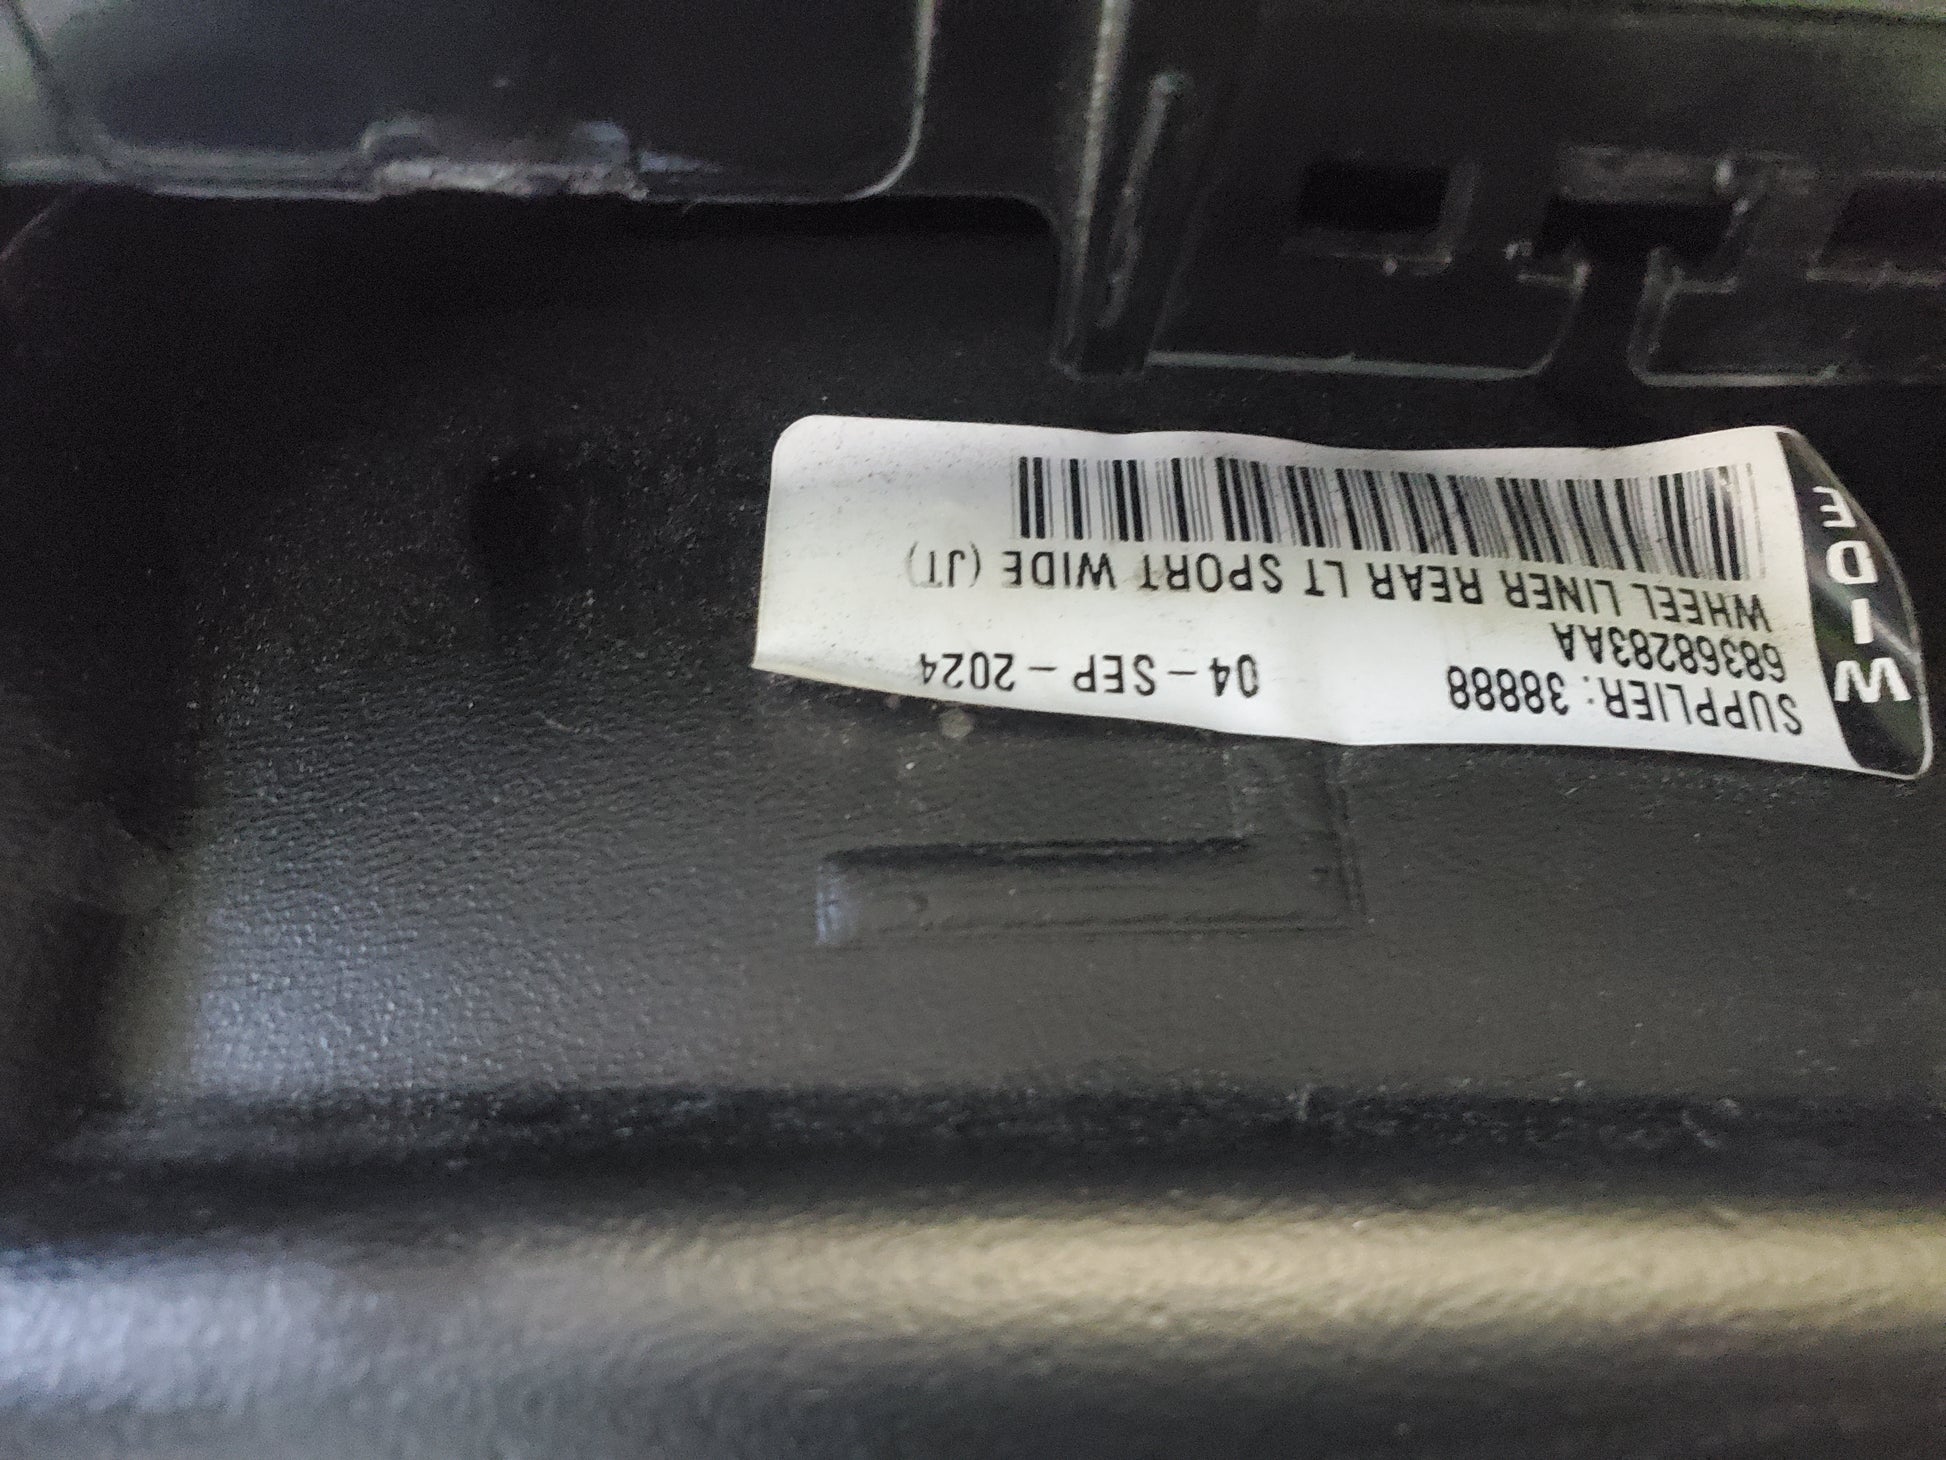 WIDE
SUPPLIER: 38888 04-SEP-2024
68368283AA
WHEEL LINER REAR LT SPORT WIDE (JT)